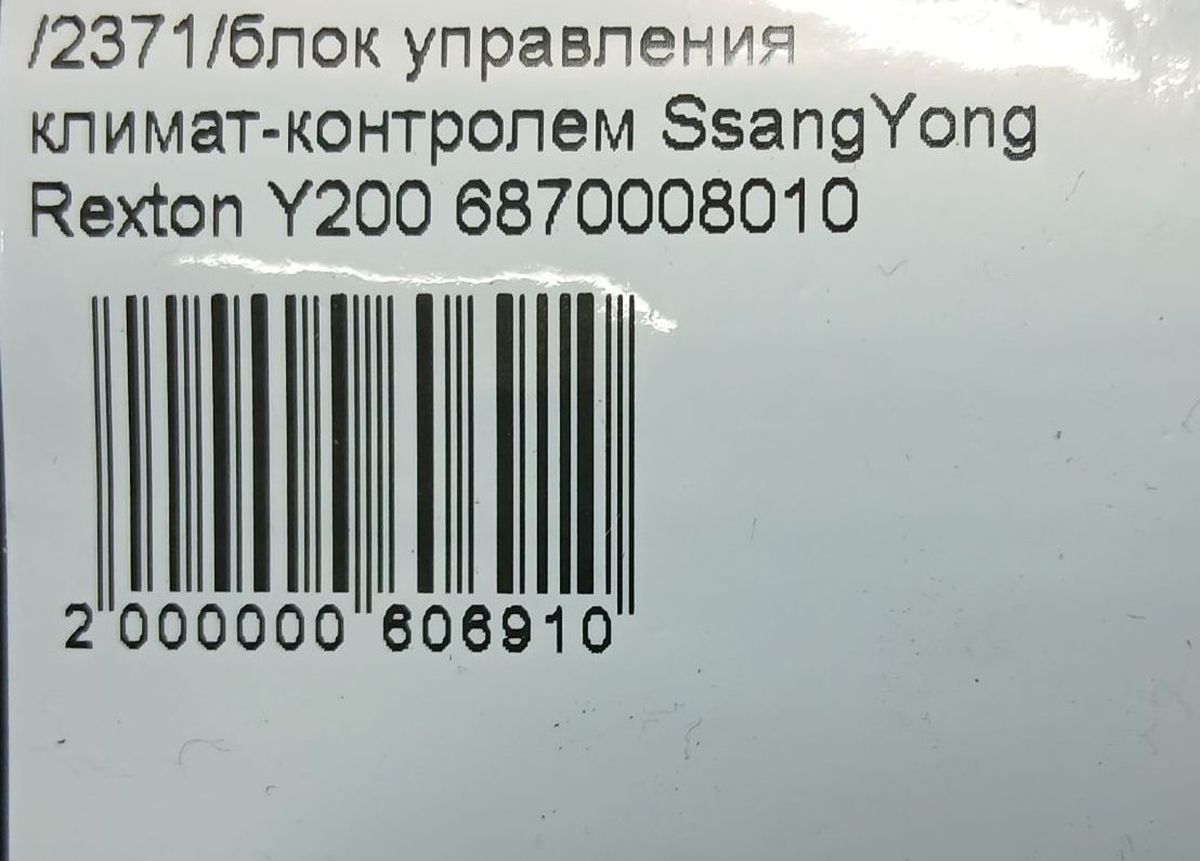 /2371/блок управления
климат-контролем SsangYong
Rexton Y200 6870008010
2 000000 606910